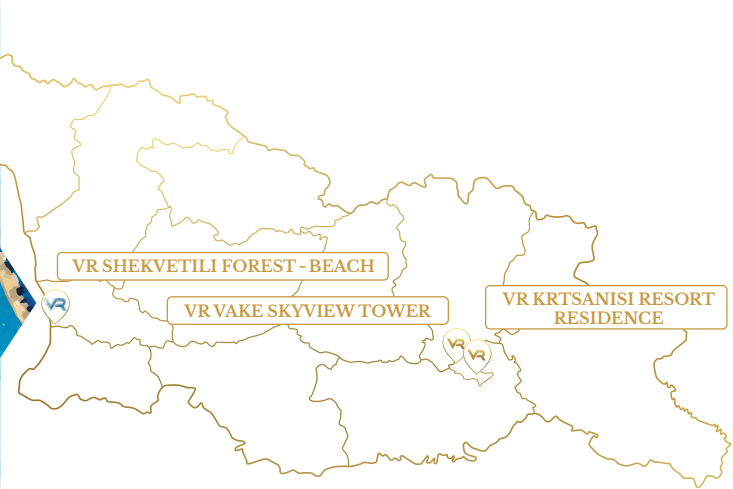 VR SHEKVETILI FOREST ~ BEACH
VR VAKE SKYVIEW TOWER
VR KRTSANISI RESORT
RESIDENCE
VR
VR
VR